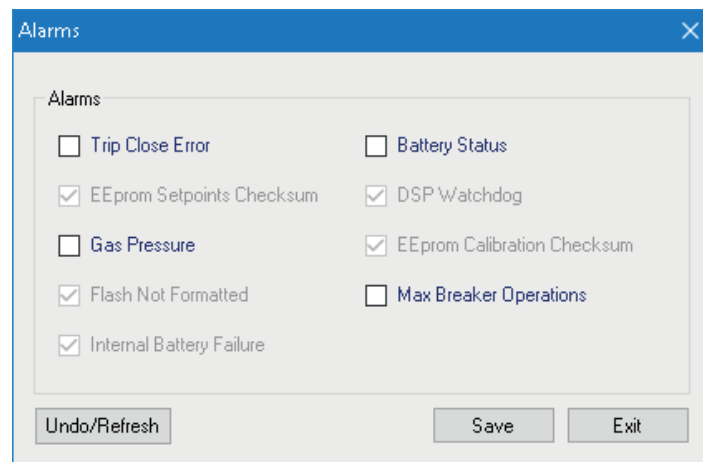 Alarms
Alarms
Trip Close Error
Battery Status
EEprom Setpoints Checksum
DSP Watchdog
Gas Pressure
EEprom Calibration Checksum
Flash Not Formatted
Max Breaker Operations
Internal Battery Failure
Undo/Refresh
Save
Exit